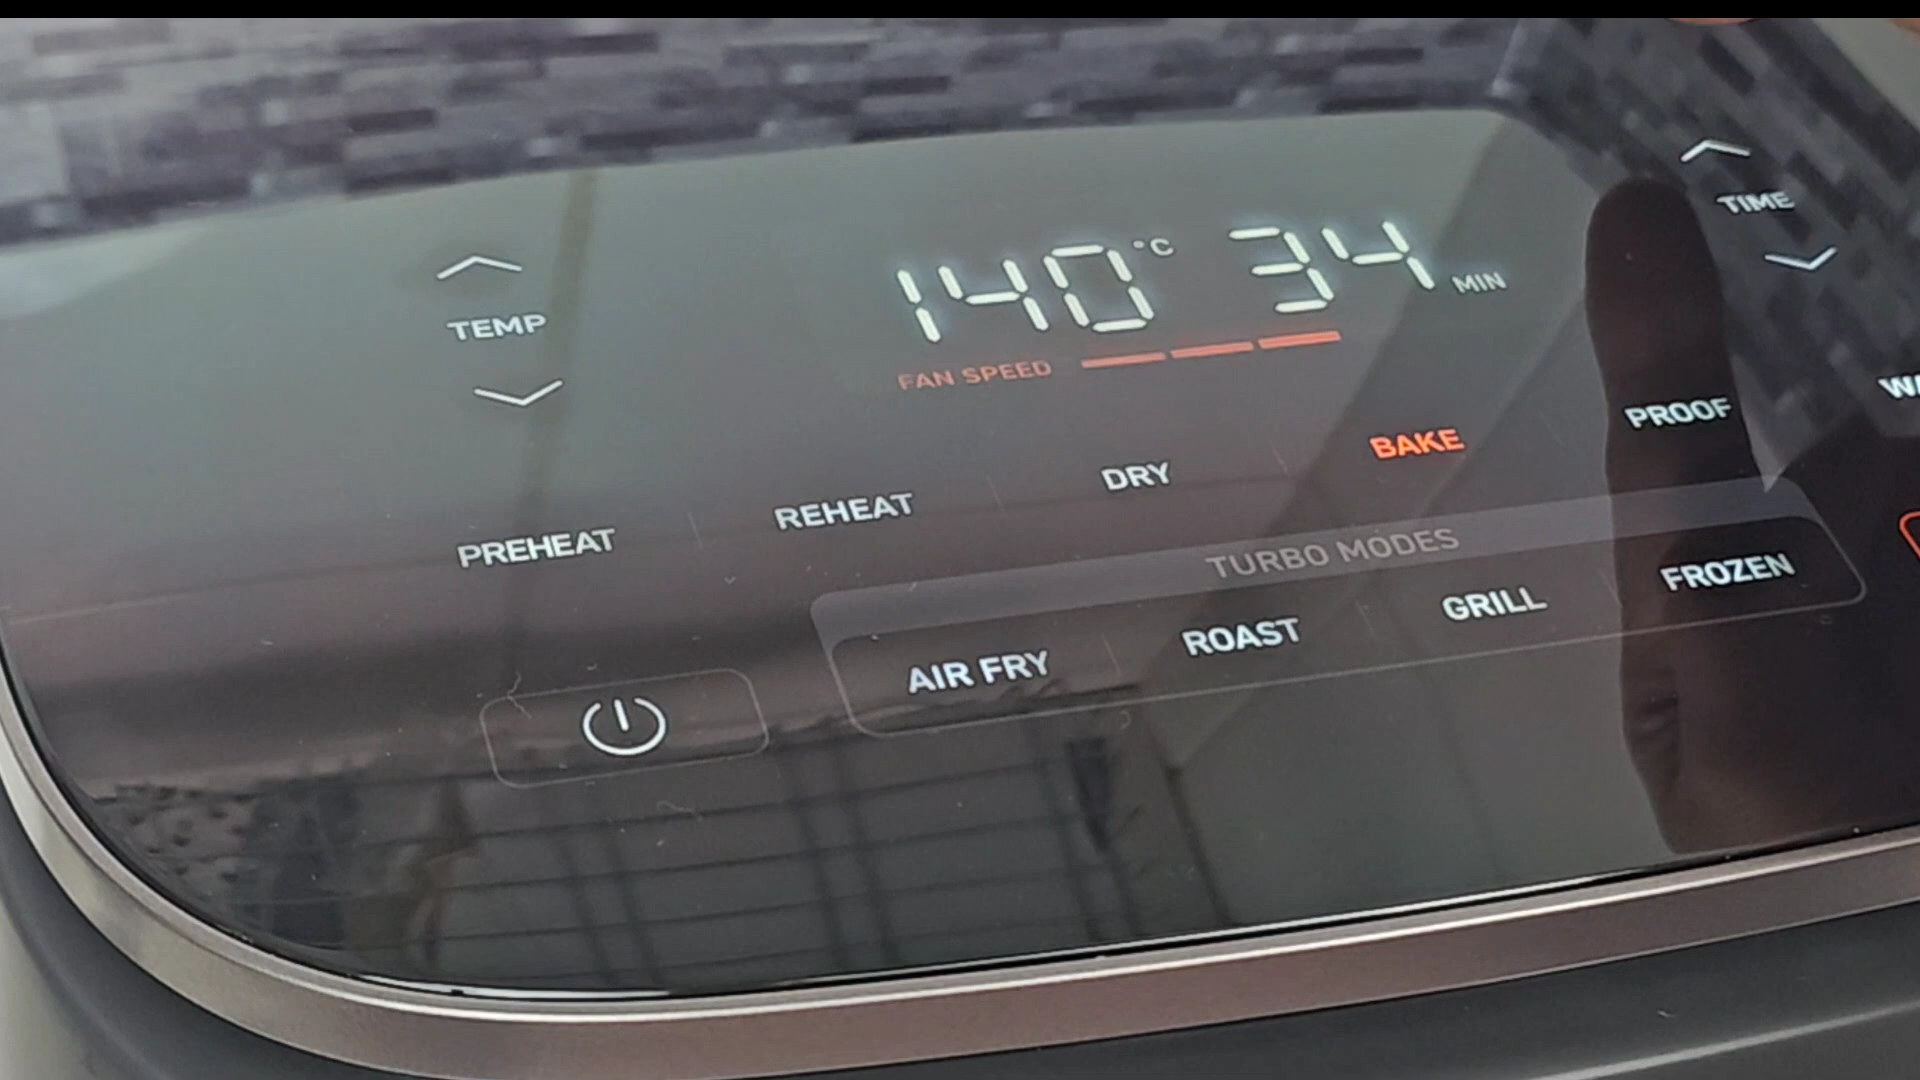 TEMP
140°C 34 MIN
TIME
FAN SPEED
PREHEAT
REHEAT
DRY
BAKE
PROOF
TURBO MODES
AIR FRY
ROAST
GRILL
FROZEN